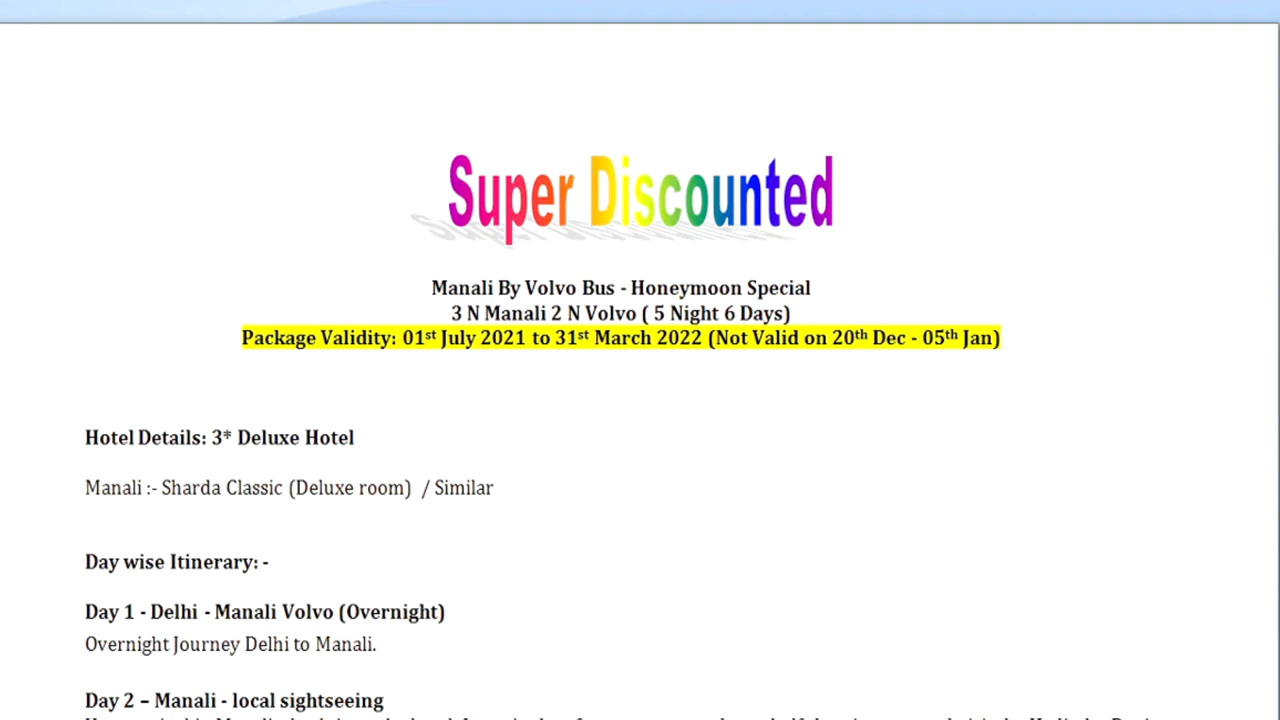 Super Discounted
Manali By Volvo Bus - Honeymoon Special
3 N Manali 2 N Volvo ( 5 Night 6 Days)
Package Validity: 01st July 2021 to 31st March 2022 (Not Valid on 20th Dec - 05th Jan)
Hotel Details: 3* Deluxe Hotel
Manali :- Sharda Classic (Deluxe room) / Similar
Day wise Itinerary: -
Day 1 - Delhi - Manali Volvo (Overnight)
Overnight Journey Delhi to Manali.
Day 2 – Manali - local sightseeing